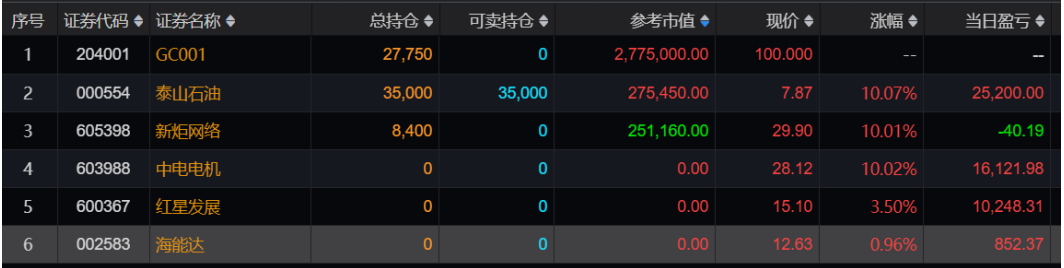 序号 证券代码 证券名称 总持仓 可卖持仓 参考市值 现价 涨幅 当日盈亏
1 204001 GC001 27,750 0 2,775,000.00 100.000 -- --
2 000554 泰山石油 35,000 35,000 275,450.00 7.87 10.07% 25,200.00
3 605398 新炬网络 8,400 0 251,160.00 29.90 10.01% -40.19
4 603988 中电电机 0 0 0.00 28.12 10.02% 16,121.98
5 600367 红星发展 0 0 0.00 15.10 3.50% 10,248.31
6 002583 海能达 0 0 0.00 12.63 0.96% 852.37